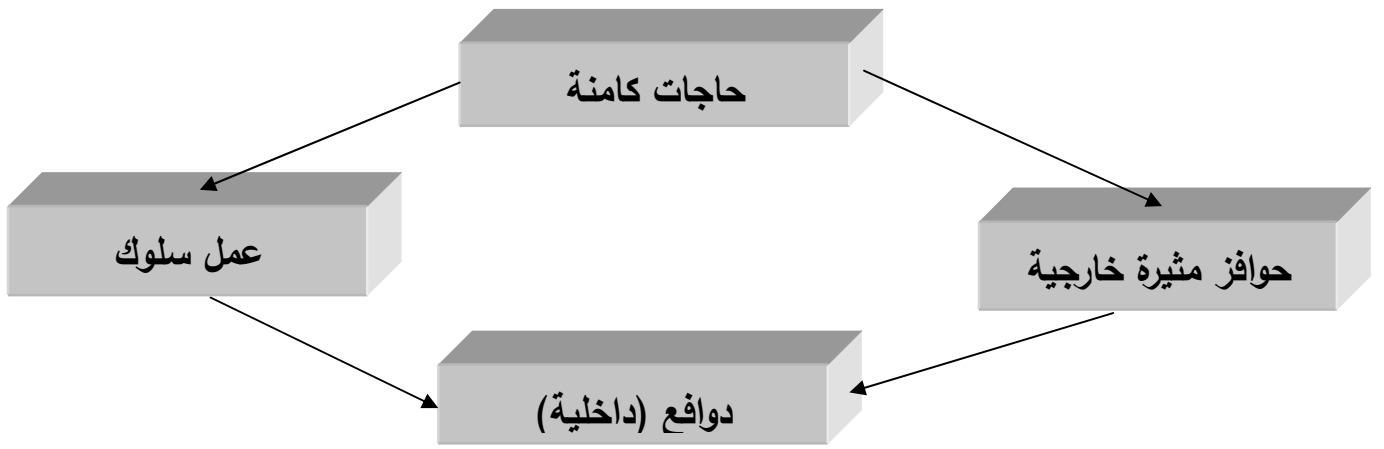 حاجات كامنة
حوافز مثيرة خارجية
عمل سلوك
دوافع (داخلية)